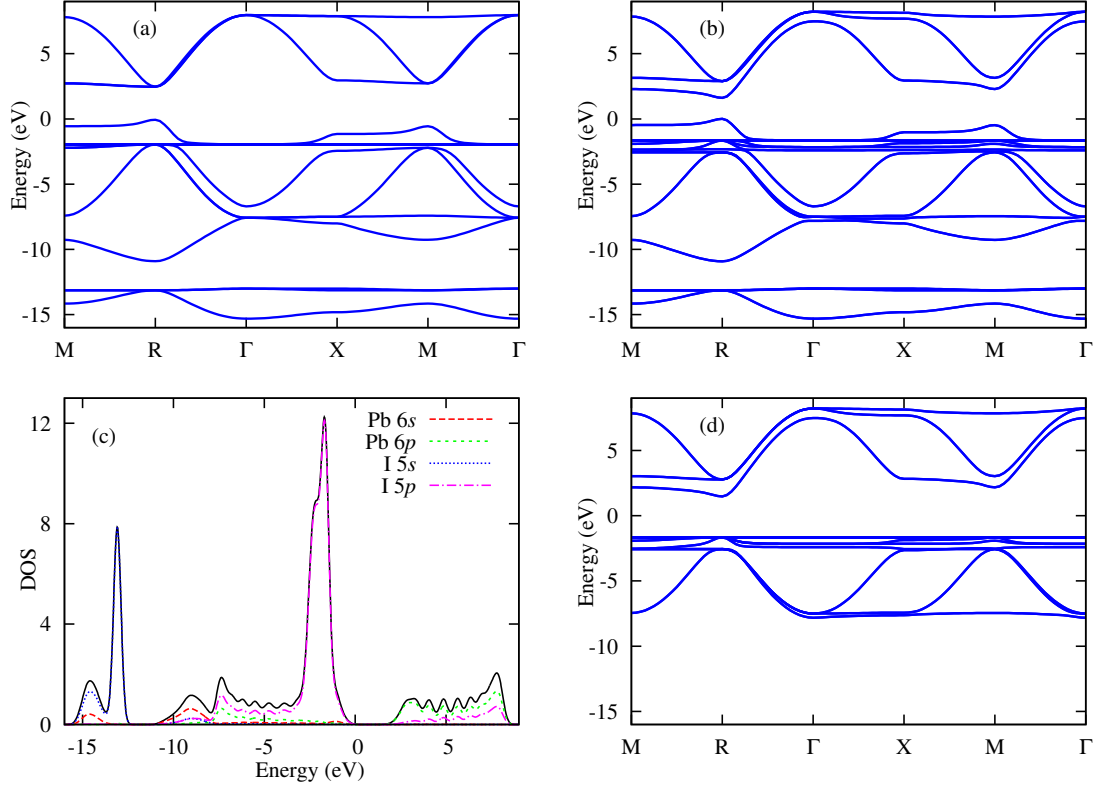 (a)
Energy (eV)
5
0
-5
-10
-15
M R Γ X M Γ
(b)
Energy (eV)
5
0
-5
-10
-15
M R Γ X M Γ
(c)
DOS
12
8
4
0
Pb 6s
Pb 6p
I 5s
I 5p
-15 -10 -5 0 5
Energy (eV)
(d)
Energy (eV)
5
0
-5
-10
-15
M R Γ X M Γ